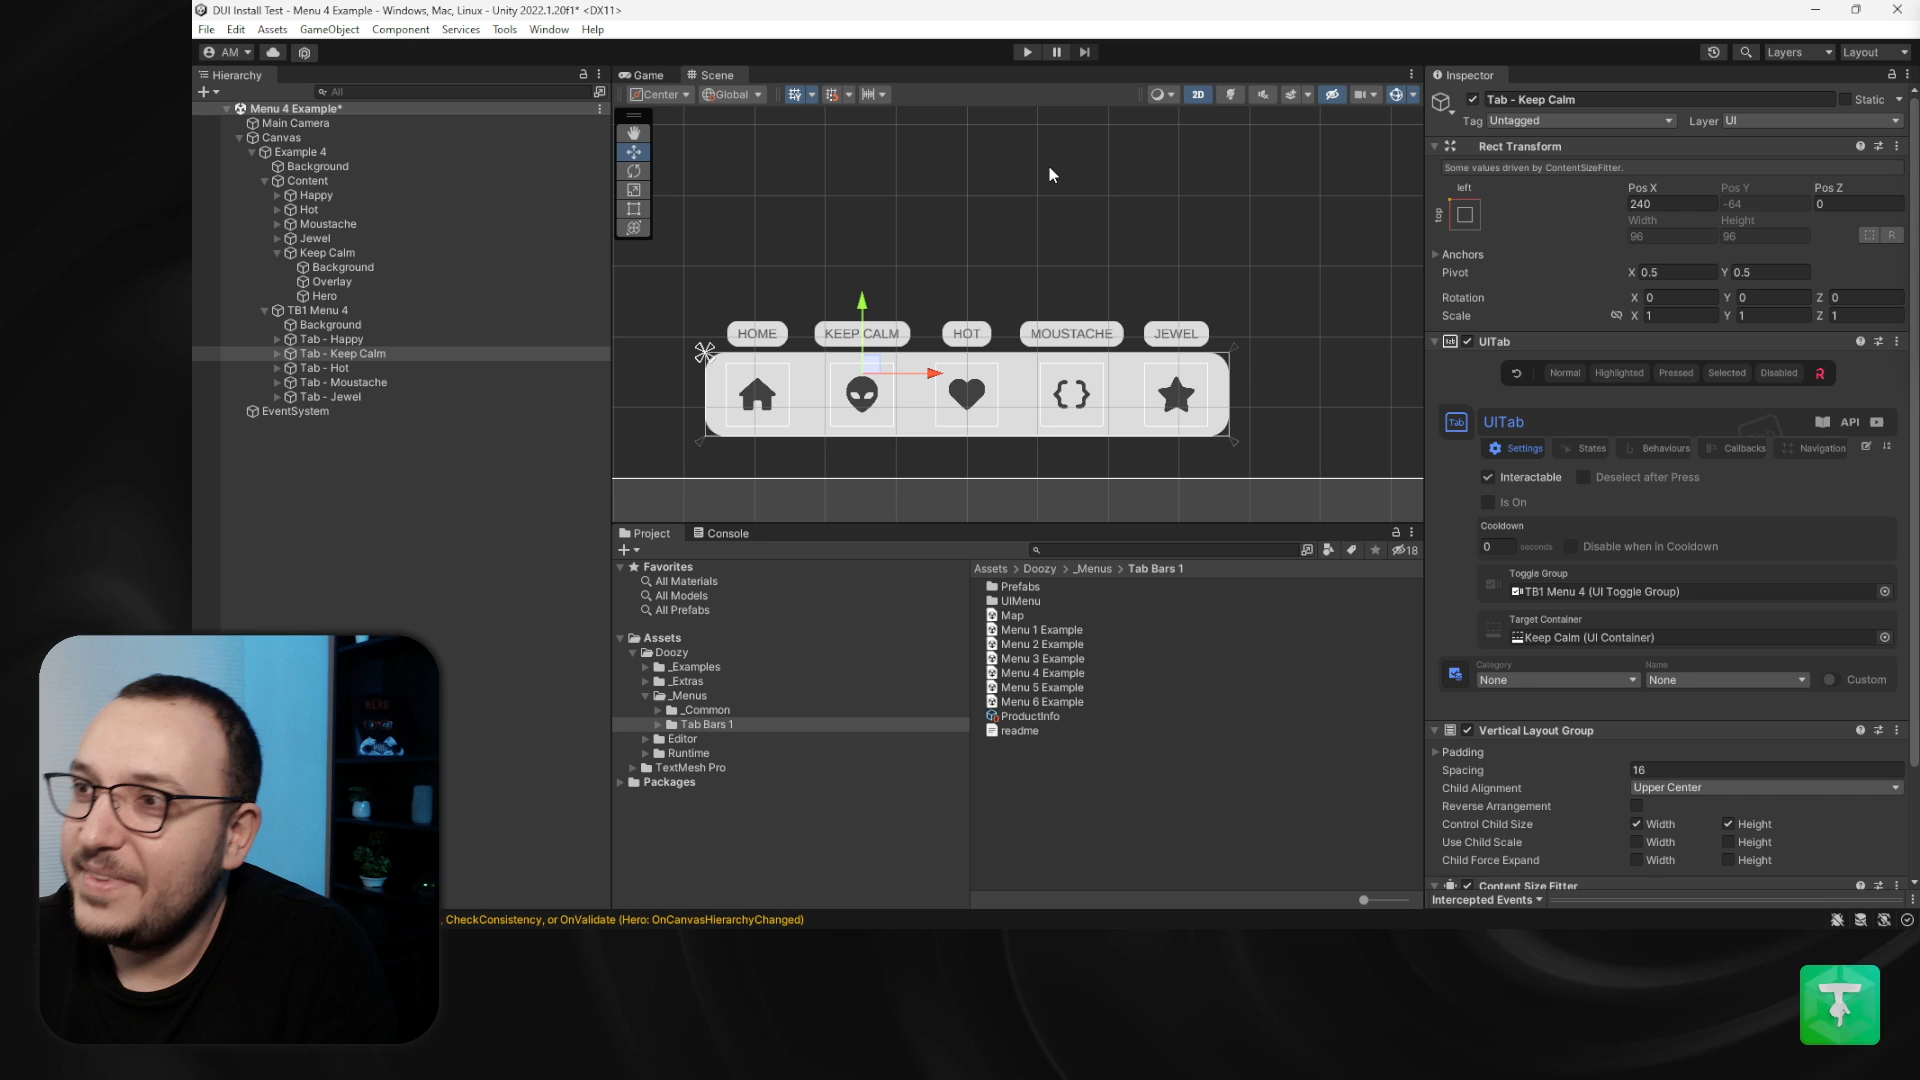 DUI Install Test - Menu 4 Example - Windows, Mac, Linux - Unity 2022.1.20f1* <DX11>
File Edit Assets GameObject Component Services Tools Window Help
AM Layers Layout
Hierarchy
All
Menu 4 Example*
Main Camera
Canvas
Example 4
Background
Content
Happy
Hot
Moustache
Jewel
Keep Calm
Background
Overlay
Hero
TB1 Menu 4
Background
Tab - Happy
Tab - Keep Calm
Tab - Hot
Tab - Moustache
Tab - Jewel
EventSystem
Game Scene
Center Global 2D
HOME KEEP CALM HOT MOUSTACHE JEWEL
Project Console
18
Favorites
All Materials
All Models
All Prefabs
Assets
Doozy
_Examples
_Extras
_Menus
_Common
Tab Bars 1
Editor
Runtime
TextMesh Pro
Packages
Assets > Doozy > _Menus > Tab Bars 1
Prefabs
UIMenu
Map
Menu 1 Example
Menu 2 Example
Menu 3 Example
Menu 4 Example
Menu 5 Example
Menu 6 Example
ProductInfo
readme
Inspector
Tab - Keep Calm Static
Tag Untagged Layer UI
Rect Transform
Some values driven by ContentSizeFitter.
left Pos X Pos Y Pos Z
top 240 -64 0
Width Height
96 96 R
Anchors
Pivot X 0.5 Y 0.5
Rotation X 0 Y 0 Z 0
Scale X 1 Y 1 Z 1
UITab
Normal Highlighted Pressed Selected Disabled R
Tab UITab API
Settings States Behaviours Callbacks Navigation
Interactable Deselect after Press
Is On
Cooldown
0 seconds Disable when in Cooldown
Toggle Group
TB1 Menu 4 (UI Toggle Group)
Target Container
Keep Calm (UI Container)
Category Name
None None Custom
Vertical Layout Group
Padding
Spacing 16
Child Alignment Upper Center
Reverse Arrangement
Control Child Size Width Height
Use Child Scale Width Height
Child Force Expand Width Height
Content Size Fitter
Intercepted Events
, CheckConsistency, or OnValidate (Hero: OnCanvasHierarchyChanged)